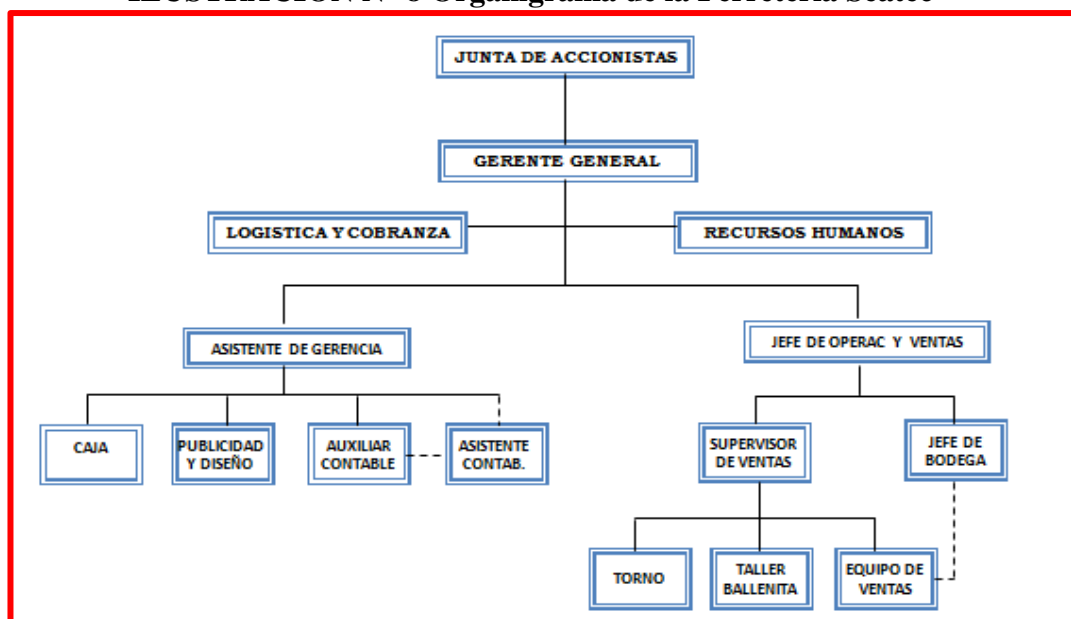 JUNTA DE ACCIONISTAS
GERENTE GENERAL
LOGISTICA Y COBRANZA
RECURSOS HUMANOS
ASISTENTE DE GERENCIA
JEFE DE OPERAC Y VENTAS
CAJA
PUBLICIDAD
Y DISEÑO
AUXILIAR
CONTABLE
ASISTENTE
CONTAB.
SUPERVISOR
DE VENTAS
JEFE DE
BODEGA
TORNO
TALLER
BALLENITA
EQUIPO DE
VENTAS